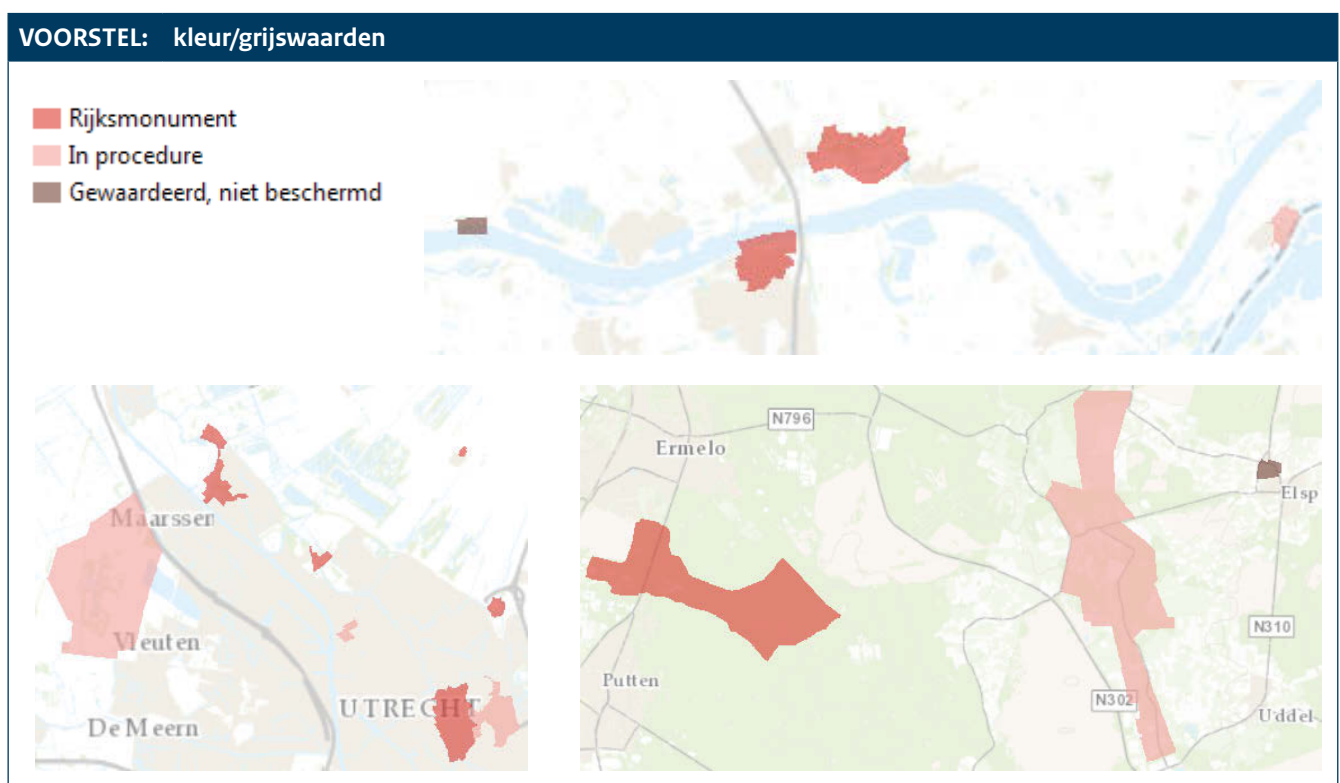 VOORSTEL: kleur/grijswaarden
Rijksmonument
In procedure
Gewaardeerd, niet beschermd
Maarssen
Vleuten
De Meern
UTRECHT
N796
Ermelo
Elsp
N310
Putten
N302
Uddel